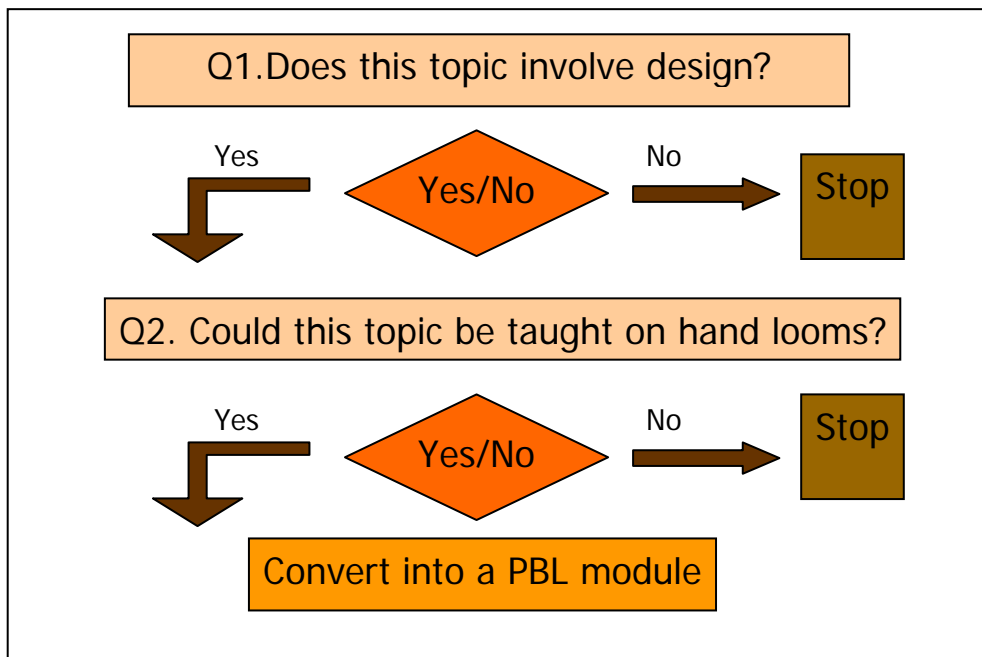 Q1.Does this topic involve design?
Yes
Yes/No
No
Stop
Q2. Could this topic be taught on hand looms?
Yes
Yes/No
No
Stop
Convert into a PBL module